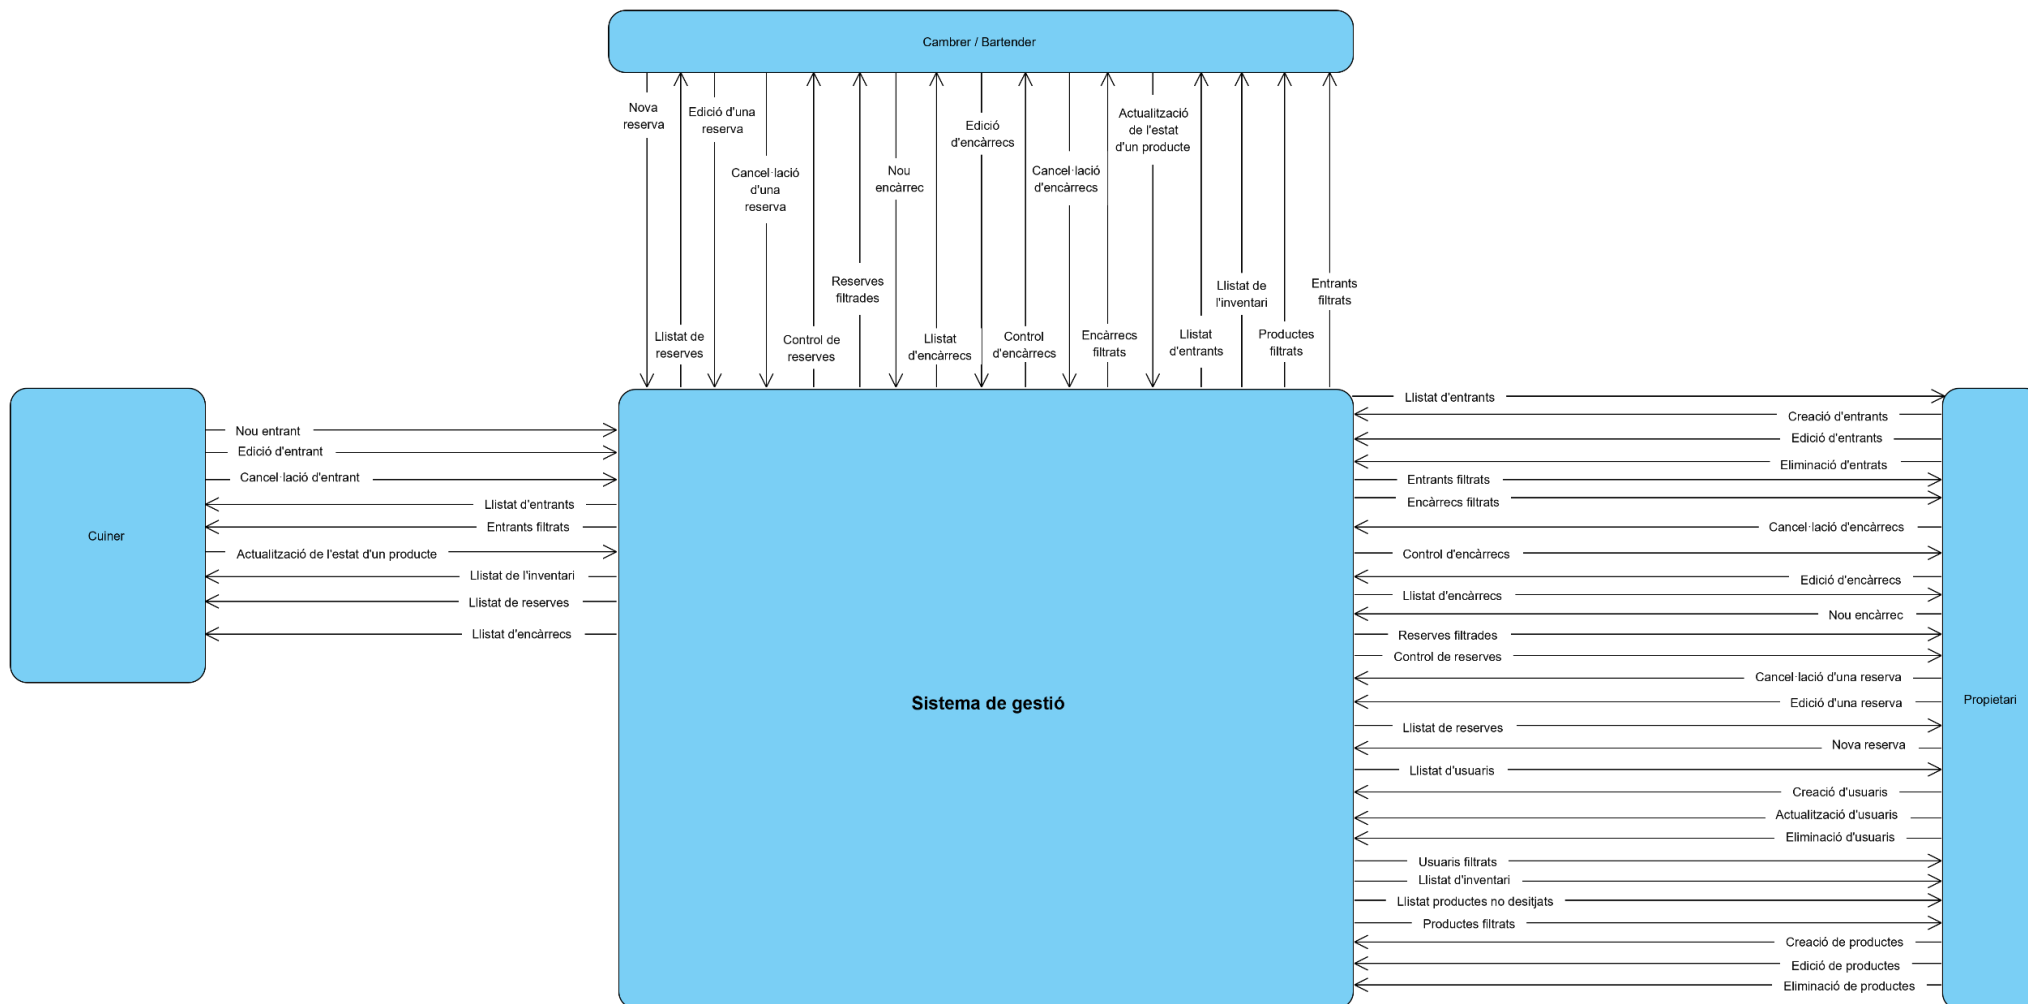 Cambrer / Bartender
Nova
reserva
Llistat de
reserves
Edició d'una
reserva
Cancel·lació
d'una
reserva
Control de
reserves
Reserves
filtrades
Nou
encàrrec
Llistat
d'encàrrecs
Edició
d'encàrrecs
Control
d'encàrrecs
Cancel·lació
d'encàrrecs
Encàrrecs
filtrats
Actualització
de l'estat
d'un producte
Llistat
d'entrants
Llistat de
l'inventari
Productes
filtrats
Entrants
filtrats
Cuiner
Nou entrant
Edició d'entrant
Cancel·lació d'entrant
Llistat d'entrants
Entrants filtrats
Actualització de l'estat d'un producte
Llistat de l'inventari
Llistat de reserves
Llistat d'encàrrecs
Sistema de gestió
Llistat d'entrants
Creació d'entrants
Edició d'entrants
Eliminació d'entrats
Entrants filtrats
Encàrrecs filtrats
Cancel·lació d'encàrrecs
Control d'encàrrecs
Edició d'encàrrecs
Llistat d'encàrrecs
Nou encàrrec
Reserves filtrades
Control de reserves
Cancel·lació d'una reserva
Edició d'una reserva
Llistat de reserves
Nova reserva
Llistat d'usuaris
Creació d'usuaris
Actualització d'usuaris
Eliminació d'usuaris
Usuaris filtrats
Llistat d'inventari
Llistat productes no desitjats
Productes filtrats
Creació de productes
Edició de productes
Eliminació de productes
Propietari